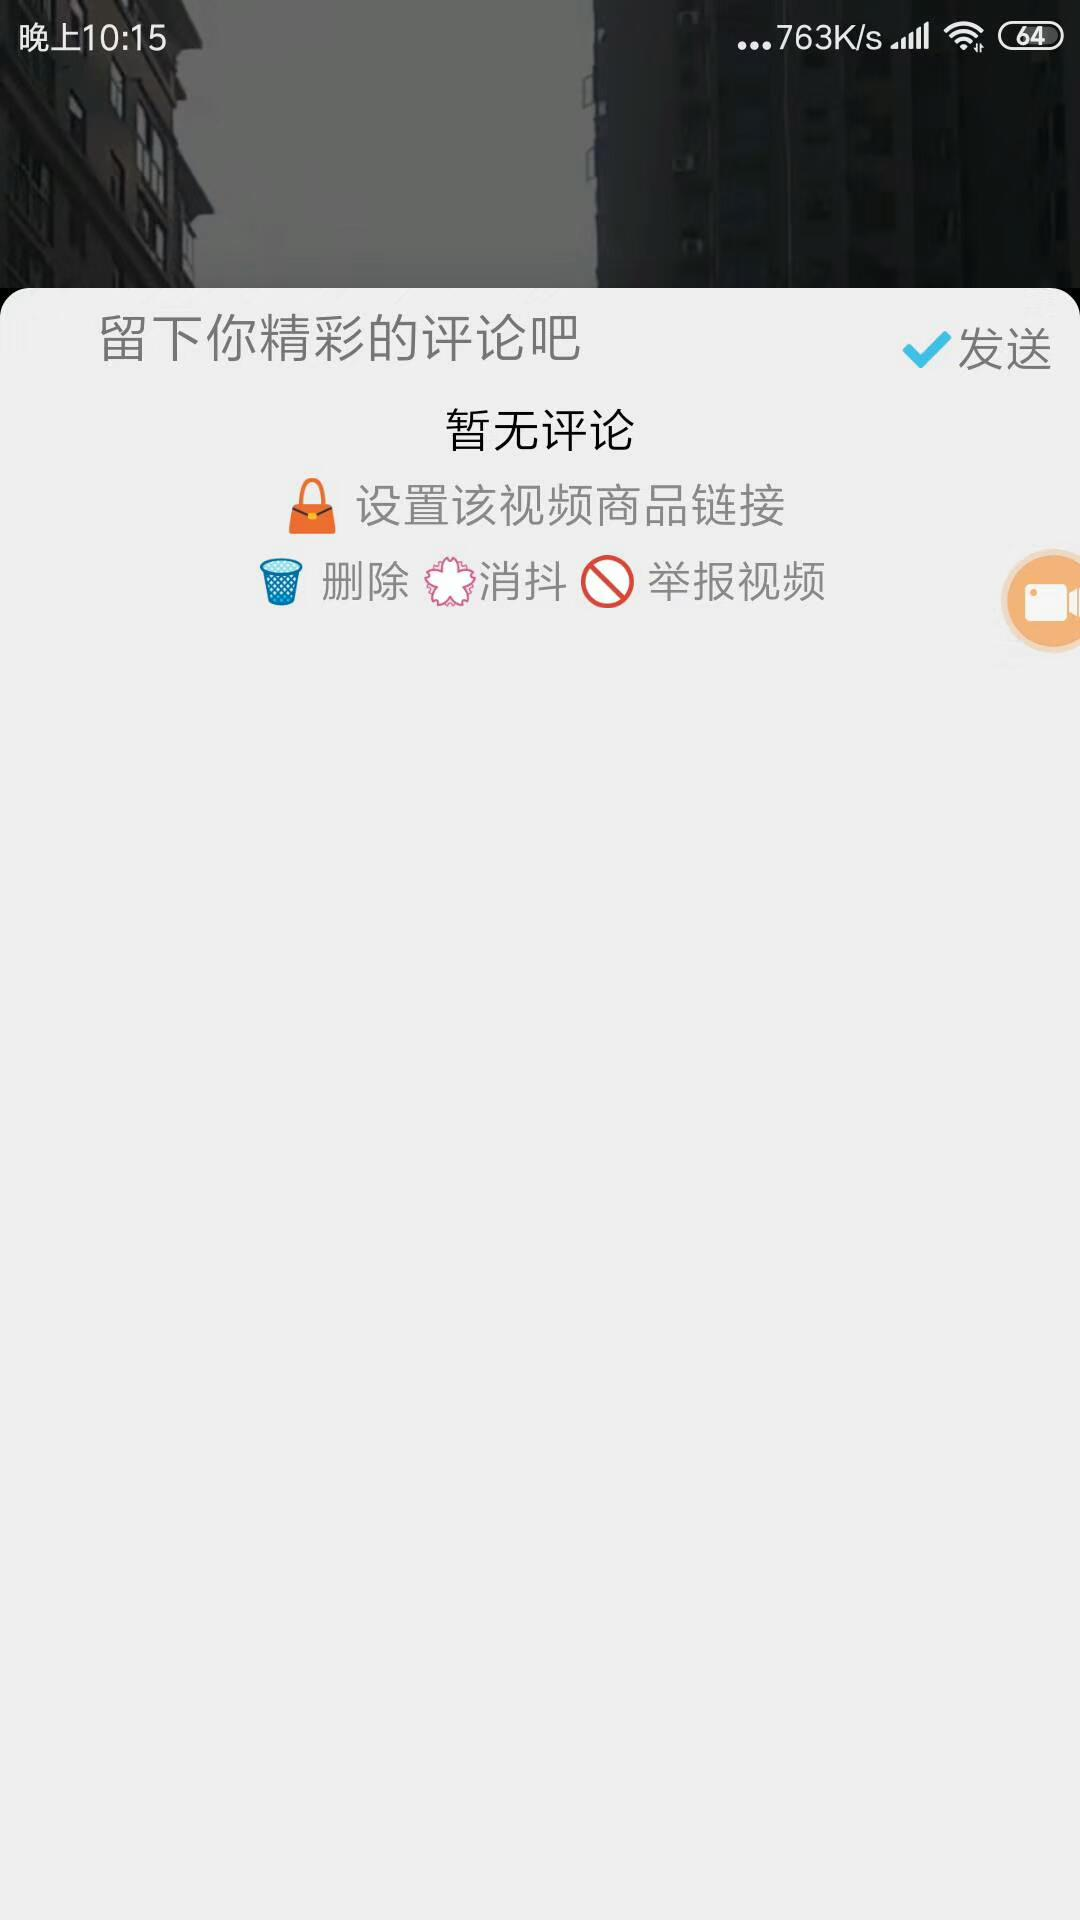 晚上10:15 ...763K/s 64
留下你精彩的评论吧
发送
暂无评论
设置该视频商品链接
删除 消抖 举报视频